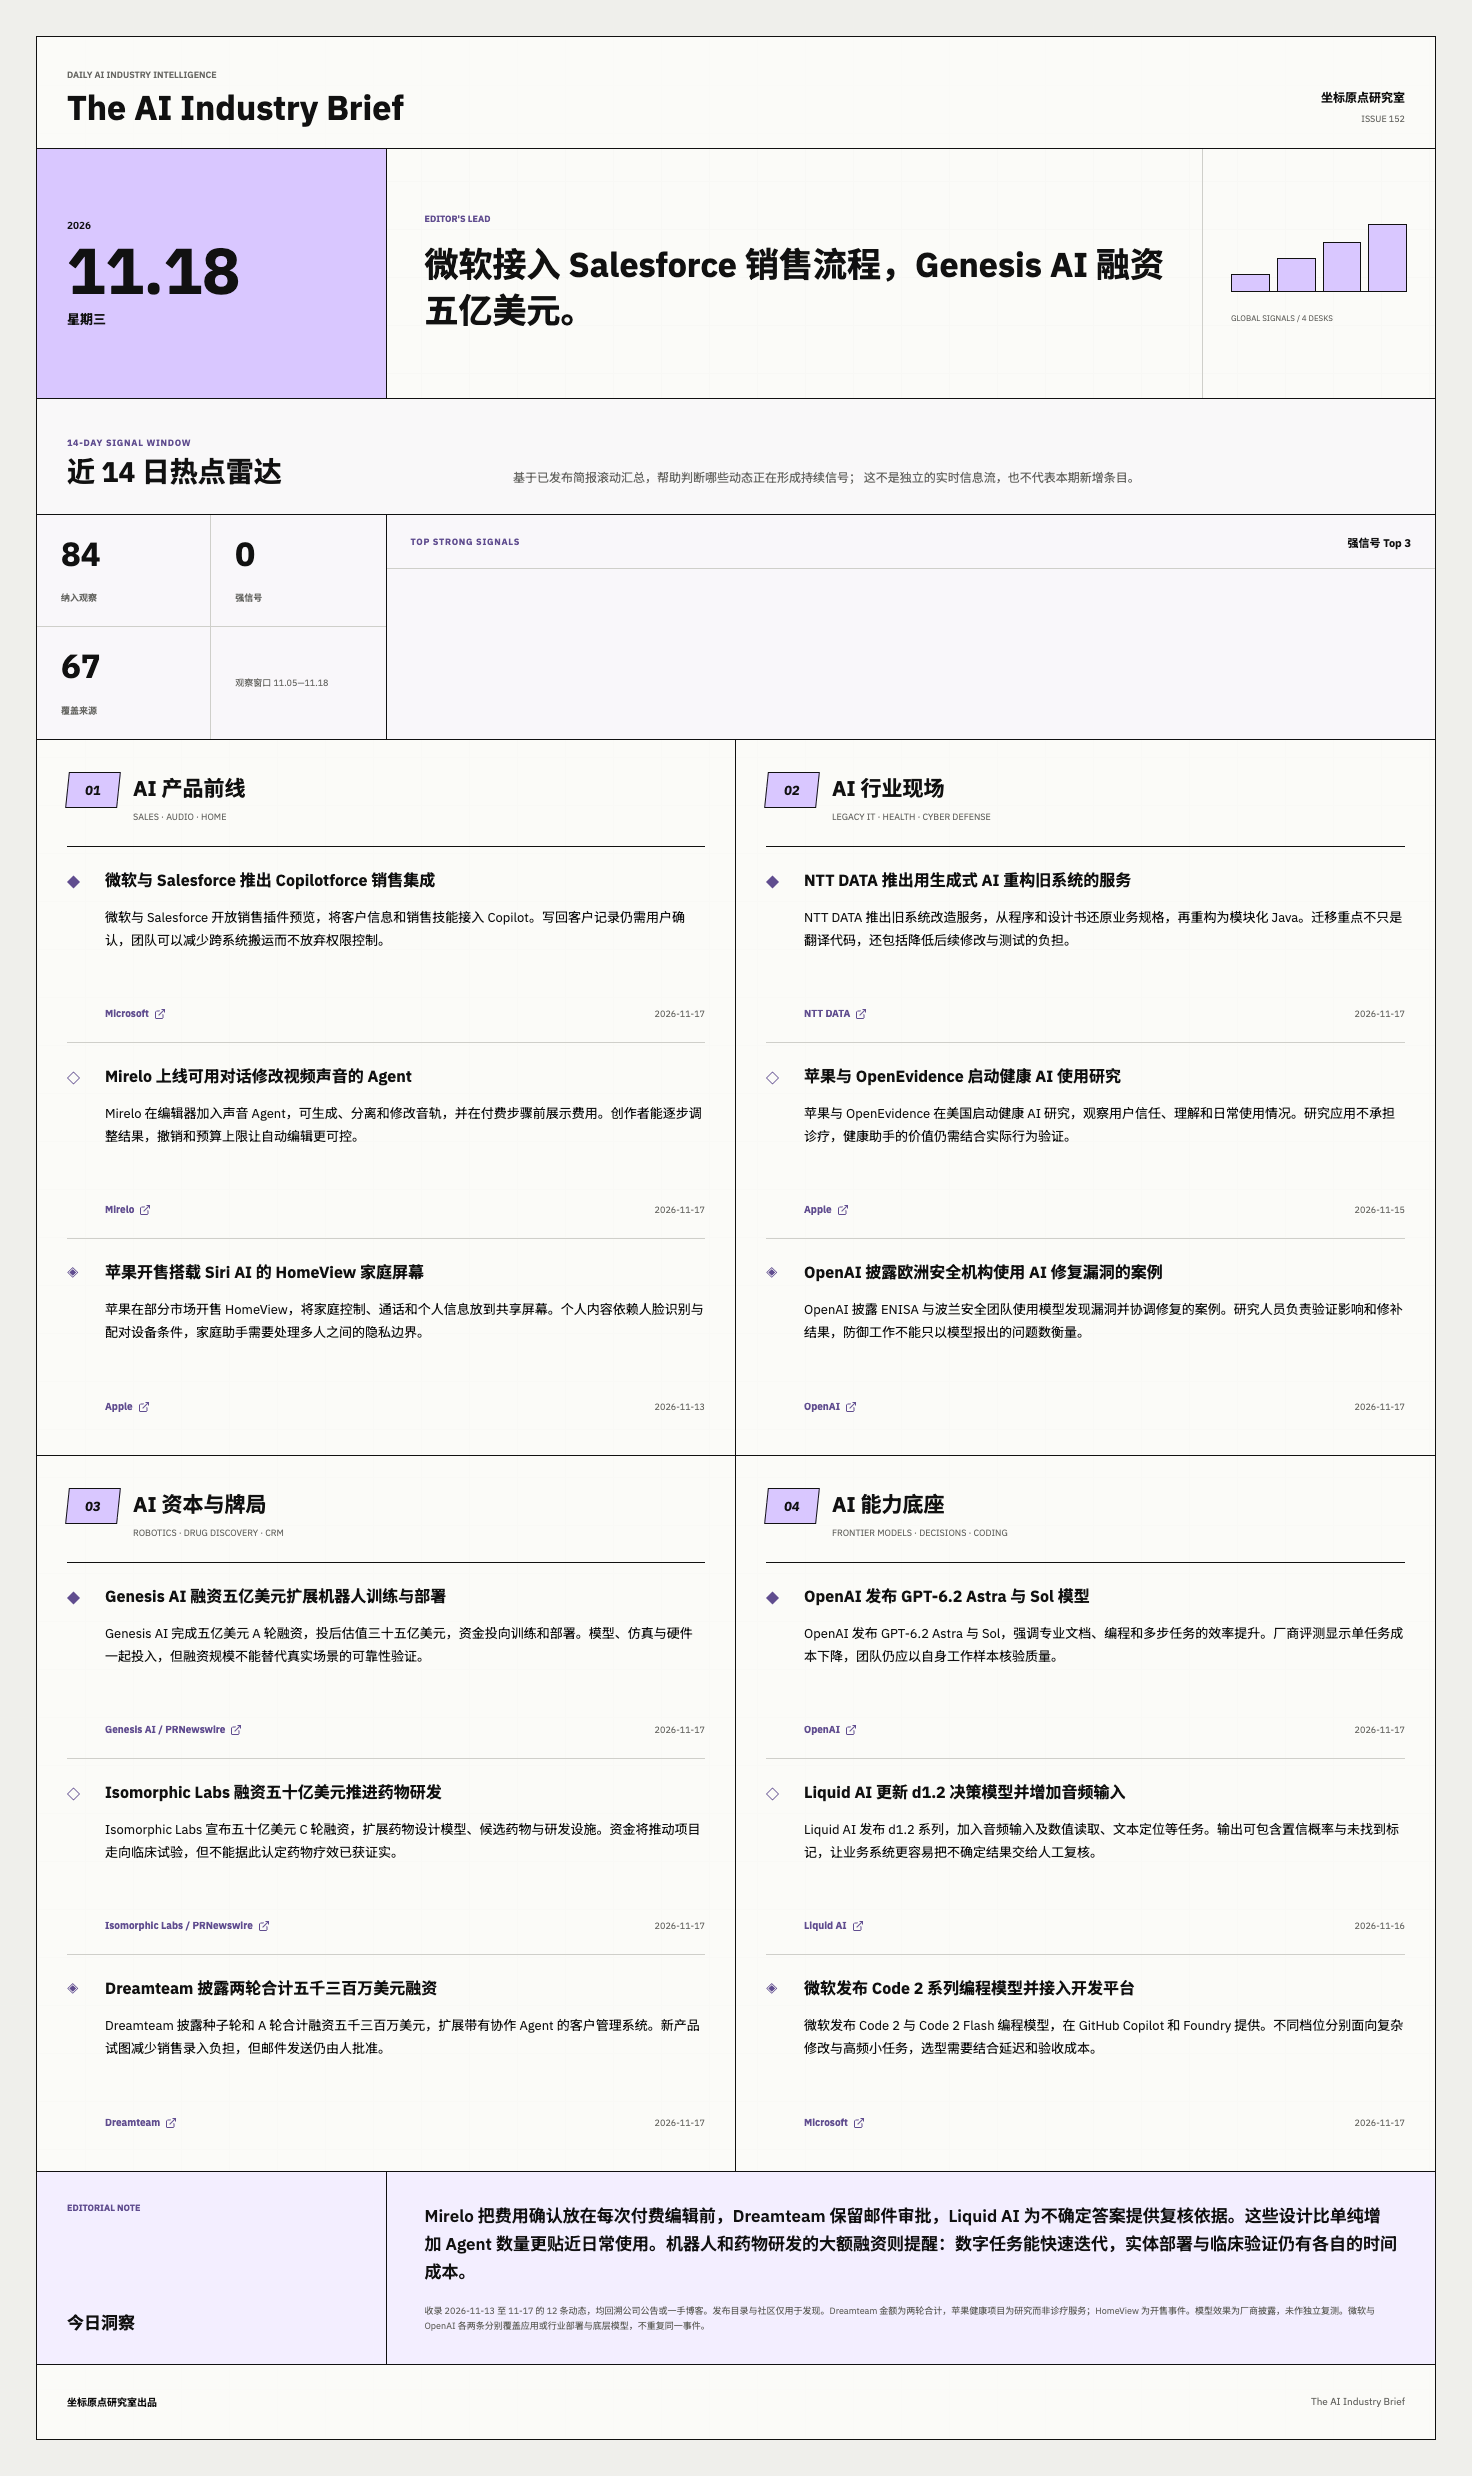 DAILY AI INDUSTRY INTELLIGENCE
The AI Industry Brief
坐标原点研究室
ISSUE 152
2026
11.18
星期三
EDITOR'S LEAD
微软接入 Salesforce 销售流程，Genesis AI 融资
五亿美元。
GLOBAL SIGNALS / 4 DESKS
14-DAY SIGNAL WINDOW
近 14 日热点雷达
基于已发布简报滚动汇总，帮助判断哪些动态正在形成持续信号； 这不是独立的实时信息流，也不代表本期新增条目。
84
纳入观察
0
强信号
67
覆盖来源
观察窗口 11.05—11.18
TOP STRONG SIGNALS
强信号 Top 3
01
AI 产品前线
SALES · AUDIO · HOME
微软与 Salesforce 推出 Copilotforce 销售集成
微软与 Salesforce 开放销售插件预览，将客户信息和销售技能接入 Copilot。写回客户记录仍需用户确
认，团队可以减少跨系统搬运而不放弃权限控制。
Microsoft
2026-11-17
Mirelo 上线可用对话修改视频声音的 Agent
Mirelo 在编辑器加入声音 Agent，可生成、分离和修改音轨，并在付费步骤前展示费用。创作者能逐步调
整结果，撤销和预算上限让自动编辑更可控。
Mirelo
2026-11-17
苹果开售搭载 Siri AI 的 HomeView 家庭屏幕
苹果在部分市场开售 HomeView，将家庭控制、通话和个人信息放到共享屏幕。个人内容依赖人脸识别与
配对设备条件，家庭助手需要处理多人之间的隐私边界。
Apple
2026-11-13
02
AI 行业现场
LEGACY IT · HEALTH · CYBER DEFENSE
NTT DATA 推出用生成式 AI 重构旧系统的服务
NTT DATA 推出旧系统改造服务，从程序和设计书还原业务规格，再重构为模块化 Java。迁移重点不只是
翻译代码，还包括降低后续修改与测试的负担。
NTT DATA
2026-11-17
苹果与 OpenEvidence 启动健康 AI 使用研究
苹果与 OpenEvidence 在美国启动健康 AI 研究，观察用户信任、理解和日常使用情况。研究应用不承担
诊疗，健康助手的价值仍需结合实际行为验证。
Apple
2026-11-15
OpenAI 披露欧洲安全机构使用 AI 修复漏洞的案例
OpenAI 披露 ENISA 与波兰安全团队使用模型发现漏洞并协调修复的案例。研究人员负责验证影响和修补
结果，防御工作不能只以模型报出的问题数衡量。
OpenAI
2026-11-17
03
AI 资本与牌局
ROBOTICS · DRUG DISCOVERY · CRM
Genesis AI 融资五亿美元扩展机器人训练与部署
Genesis AI 完成五亿美元 A 轮融资，投后估值三十五亿美元，资金投向训练和部署。模型、仿真与硬件
一起投入，但融资规模不能替代真实场景的可靠性验证。
Genesis AI / PRNewswire
2026-11-17
Isomorphic Labs 融资五十亿美元推进药物研发
Isomorphic Labs 宣布五十亿美元 C 轮融资，扩展药物设计模型、候选药物与研发设施。资金将推动项目
走向临床试验，但不能据此认定药物疗效已获证实。
Isomorphic Labs / PRNewswire
2026-11-17
Dreamteam 披露两轮合计五千三百万美元融资
Dreamteam 披露种子轮和 A 轮合计融资五千三百万美元，扩展带有协作 Agent 的客户管理系统。新产品
试图减少销售录入负担，但邮件发送仍由人批准。
Dreamteam
2026-11-17
04
AI 能力底座
FRONTIER MODELS · DECISIONS · CODING
OpenAI 发布 GPT-6.2 Astra 与 Sol 模型
OpenAI 发布 GPT-6.2 Astra 与 Sol，强调专业文档、编程和多步任务的效率提升。厂商评测显示单任务成
本下降，团队仍应以自身工作样本核验质量。
OpenAI
2026-11-17
Liquid AI 更新 d1.2 决策模型并增加音频输入
Liquid AI 发布 d1.2 系列，加入音频输入及数值读取、文本定位等任务。输出可包含置信概率与未找到标
记，让业务系统更容易把不确定结果交给人工复核。
Liquid AI
2026-11-16
微软发布 Code 2 系列编程模型并接入开发平台
微软发布 Code 2 与 Code 2 Flash 编程模型，在 GitHub Copilot 和 Foundry 提供。不同档位分别面向复杂
修改与高频小任务，选型需要结合延迟和验收成本。
Microsoft
2026-11-17
EDITORIAL NOTE
今日洞察
Mirelo 把费用确认放在每次付费编辑前，Dreamteam 保留邮件审批，Liquid AI 为不确定答案提供复核依据。这些设计比单纯增
加 Agent 数量更贴近日常使用。机器人和药物研发的大额融资则提醒：数字任务能快速迭代，实体部署与临床验证仍有各自的时间
成本。
收录 2026-11-13 至 11-17 的 12 条动态，均回溯公司公告或一手博客。发布目录与社区仅用于发现。Dreamteam 金额为两轮合计，苹果健康项目为研究而非诊疗服务；HomeView 为开售事件。模型效果为厂商披露，未作独立复测。微软与
OpenAI 各两条分别覆盖应用或行业部署与底层模型，不重复同一事件。
坐标原点研究室出品
The AI Industry Brief